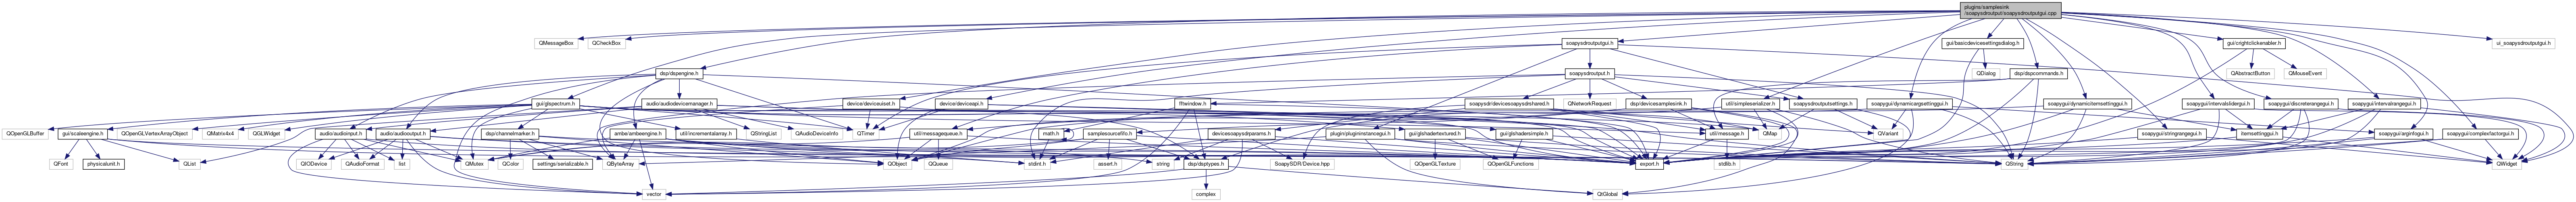 plugins/samplesink
/soapysdroutput/soapysdroutputgui.cpp
QMessageBox
QCheckBox
soapysdroutputgui.h
gui/basicdevicesettingsdialog.h
gui/crightclickenabler.h
ui_soapysdroutputgui.h
dsp/dspengine.h
soapysdroutput.h
QDialog
dsp/dspcommands.h
QAbstractButton
QMouseEvent
gui/glspectrum.h
audio/audiodevicemanager.h
device/deviceuiset.h
device/deviceapi.h
fftwindow.h
soapysdr/devicesoapysdrshared.h
QNetworkRequest
dsp/devicesamplesink.h
util/simpleserializer.h
soapysdroutputsettings.h
soapygui/dynamicargsettinggui.h
soapygui/dynamicitemsettinggui.h
soapygui/intervalslidergui.h
soapygui/discreterangegui.h
soapygui/intervalrangegui.h
QOpenGLBuffer
gui/scaleengine.h
QOpenGLVertexArrayObject
QMatrix4x4
QGLWidget
audio/audioinput.h
audio/audiooutput.h
dsp/channelmarker.h
ambe/ambeengine.h
util/incrementalarray.h
QStringList
QAudioDeviceInfo
QTimer
util/messagequeue.h
math.h
samplesourcefifo.h
devicesoapysdrparams.h
plugin/plugininstancegui.h
gui/glshadertextured.h
gui/glshadersimple.h
util/message.h
QMap
QVariant
soapygui/stringrangegui.h
itemsettinggui.h
soapygui/arginfogui.h
soapygui/complexfactorgui.h
QFont
physicalunit.h
QList
QIODevice
QAudioFormat
list
QMutex
QColor
settings/serializable.h
QByteArray
QObject
QQueue
stdint.h
assert.h
string
dsp/dsptypes.h
SoapySDR/Device.hpp
QOpenGLTexture
QOpenGLFunctions
export.h
stdlib.h
QString
QWidget
vector
complex
QtGlobal